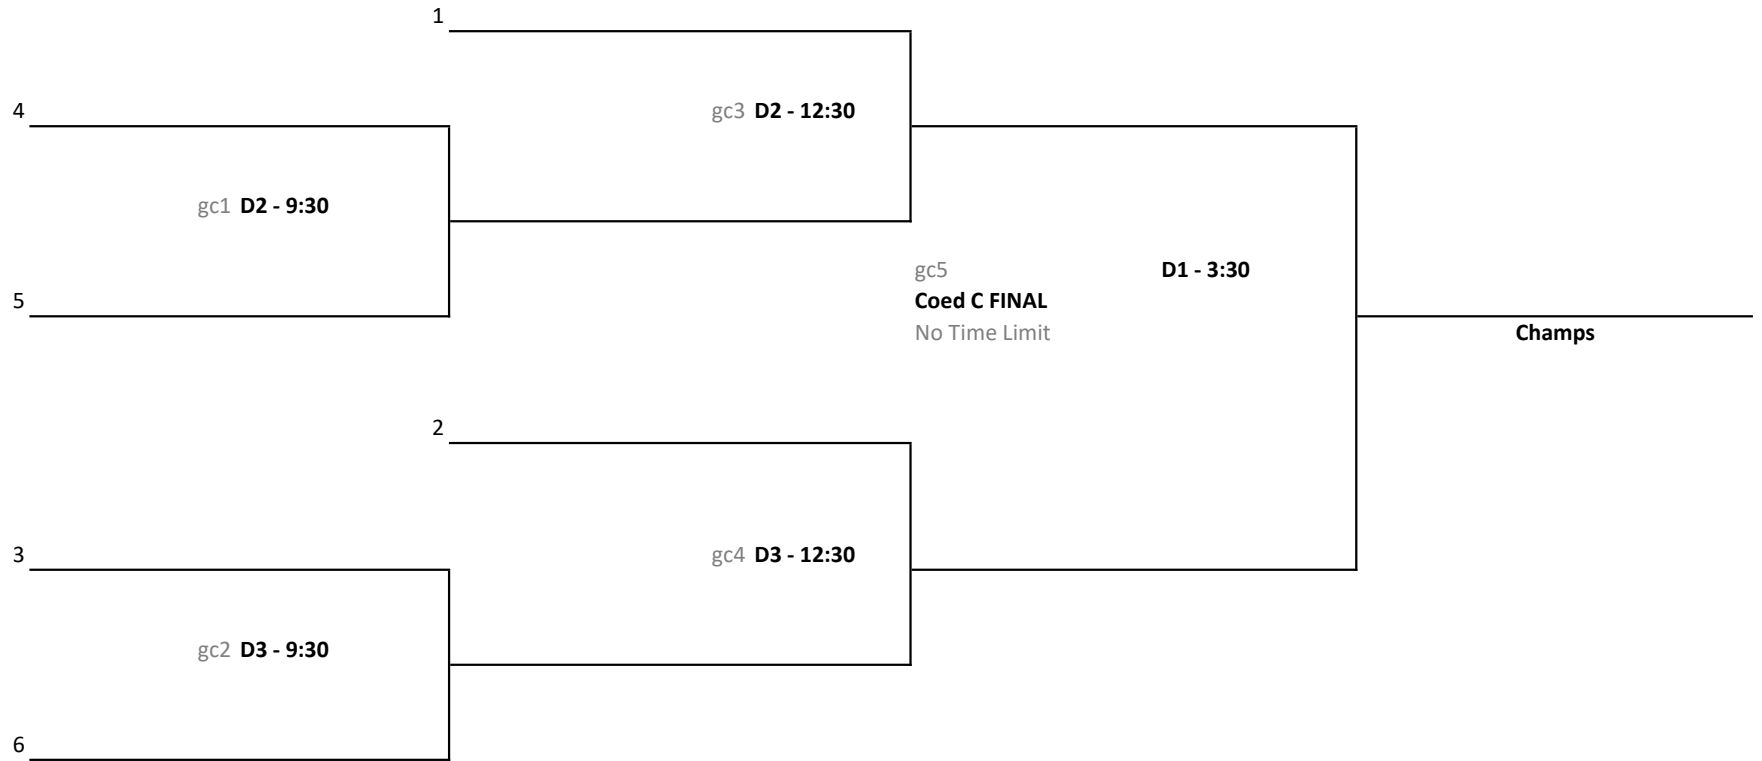 1
4
gc3 D2 - 12:30
gc1 D2 - 9:30
gc5 D1 - 3:30
5
Coed C FINAL
No Time Limit
Champs
2
3
gc4 D3 - 12:30
gc2 D3 - 9:30
6